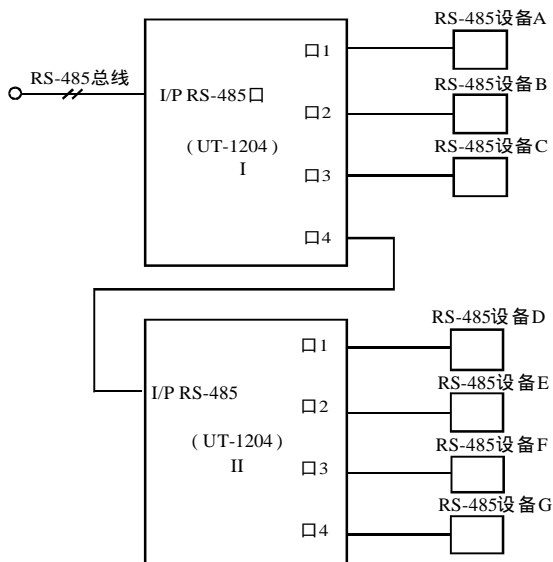 RS-485设备A
口1
RS-485总线
I/P RS-485口
RS-485设备B
口2
(UT-1204)
I
RS-485设备C
口3
口4
RS-485设备D
口1
I/P RS-485
RS-485设备E
口2
(UT-1204)
II
RS-485设备F
口3
RS-485设备G
口4